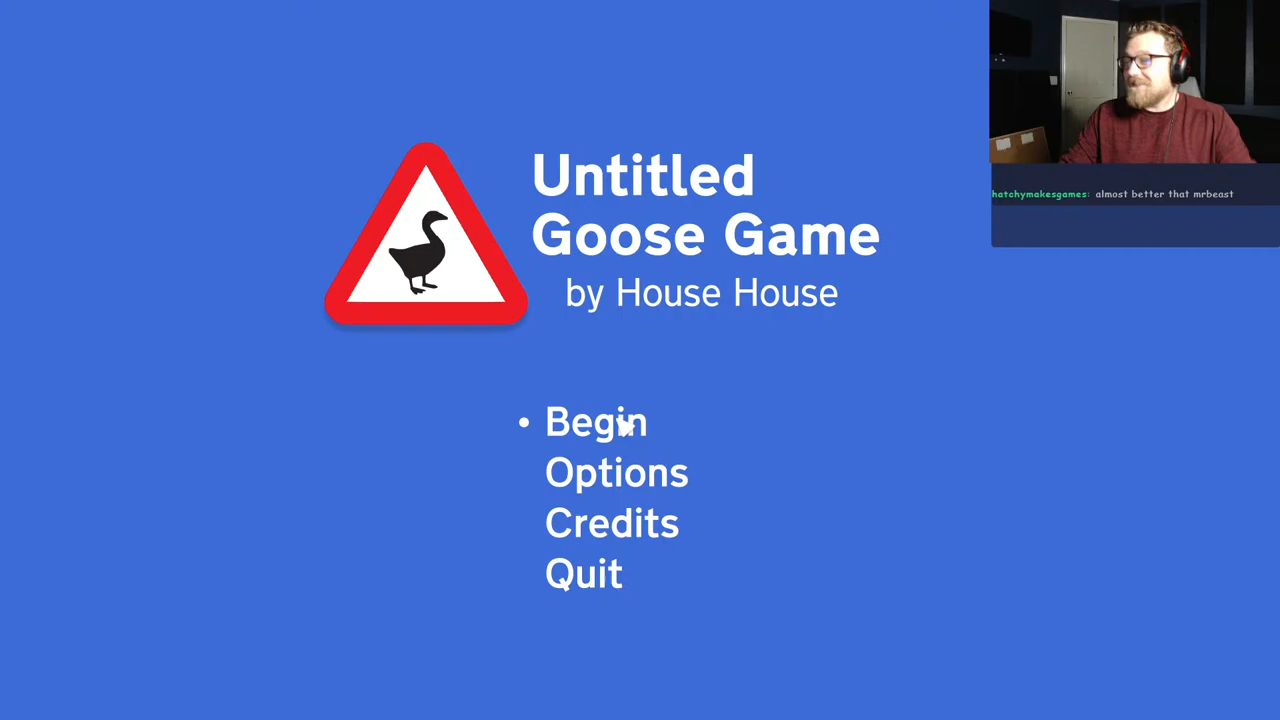 Untitled
Goose Game
by House House
hatchymakesgames: almost better that mrbeast
• Begin
Options
Credits
Quit